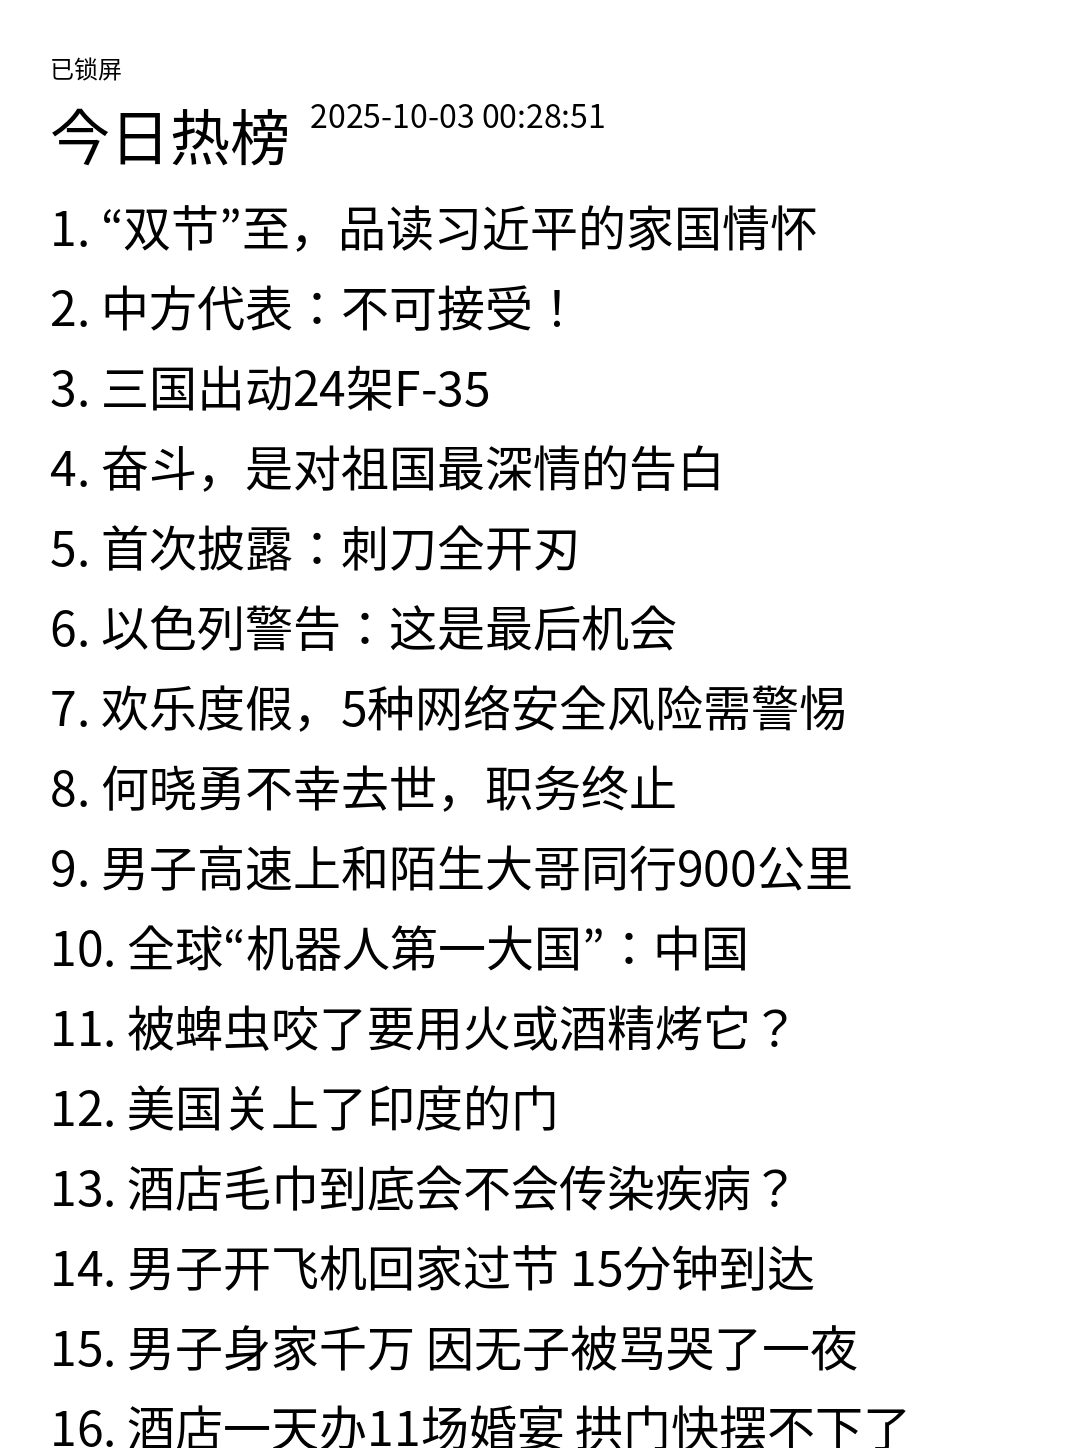 已锁屏
今日热榜 2025-10-03 00:28:51
1. “双节”至，品读习近平的家国情怀
2. 中方代表：不可接受！
3. 三国出动24架F-35
4. 奋斗，是对祖国最深情的告白
5. 首次披露：刺刀全开刃
6. 以色列警告：这是最后机会
7. 欢乐度假，5种网络安全风险需警惕
8. 何晓勇不幸去世，职务终止
9. 男子高速上和陌生大哥同行900公里
10. 全球“机器人第一大国”：中国
11. 被蜱虫咬了要用火或酒精烤它？
12. 美国关上了印度的门
13. 酒店毛巾到底会不会传染疾病？
14. 男子开飞机回家过节 15分钟到达
15. 男子身家千万 因无子被骂哭了一夜
16. 酒店一天办11场婚宴 拱门快摆不下了